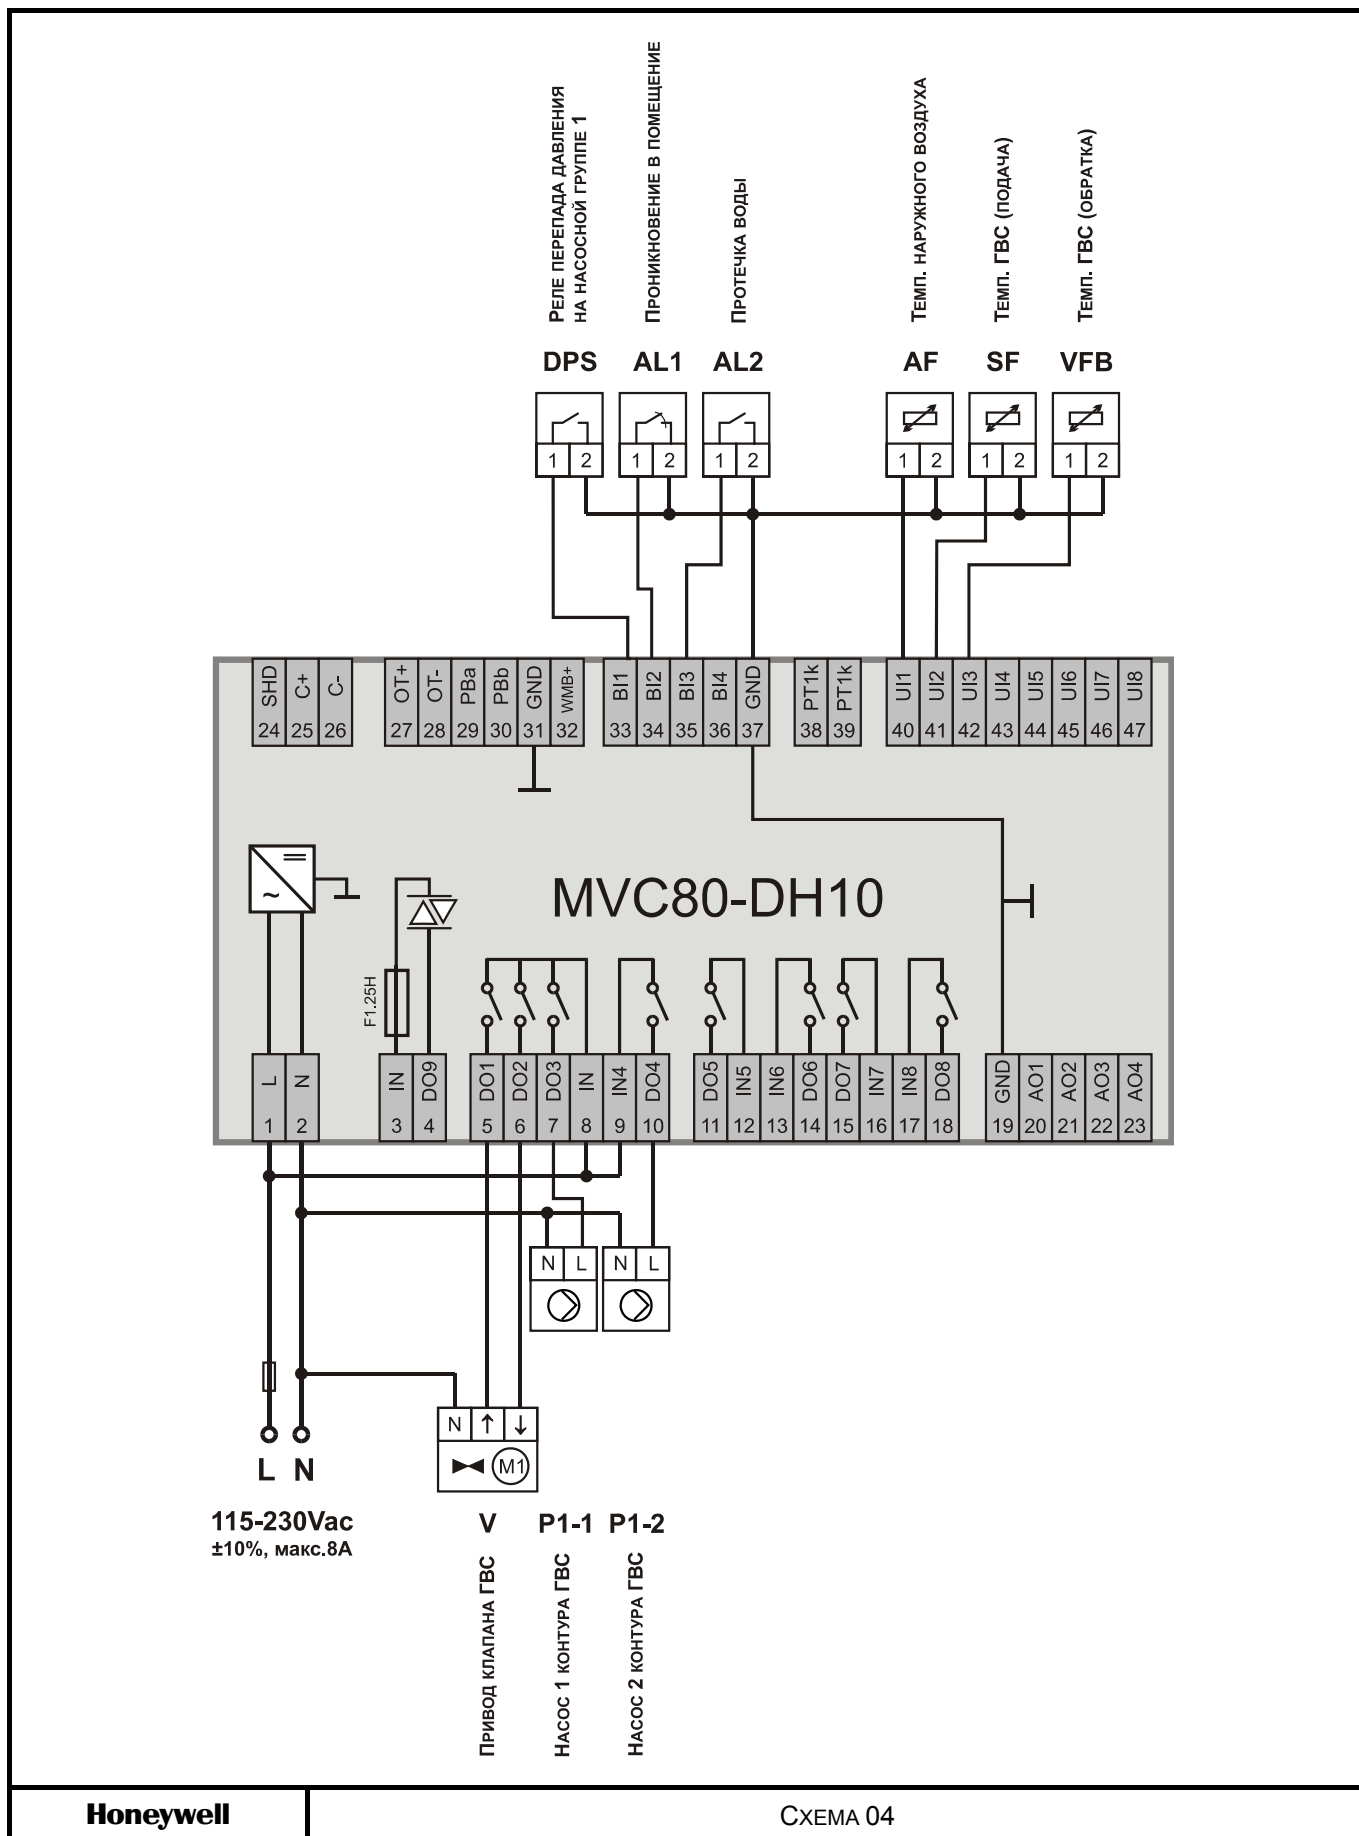 РЕЛЕ ПЕРЕПАДА ДАВЛЕНИЯ
НА НАСОСНОЙ ГРУППЕ 1
ПРОНИКНОВЕНИЕ В ПОМЕЩЕНИЕ
ПРОТЕЧКА ВОДЫ
ТЕМП. НАРУЖНОГО ВОЗДУХА
ТЕМП. ГВС (ПОДАЧА)
ТЕМП. ГВС (ОБРАТКА)
DPS AL1 AL2 AF SF VFB
1 2 1 2 1 2 1 2 1 2 1 2
SHD C+ C- OT+ OT- PBa PBb GND WMB+ BI1 BI2 BI3 BI4 GND PT1k PT1k UI1 UI2 UI3 UI4 UI5 UI6 UI7 UI8
24 25 26 27 28 29 30 31 32 33 34 35 36 37 38 39 40 41 42 43 44 45 46 47
~
MVC80-DH10
F1.25H
L N IN DO9 DO1 DO2 DO3 IN IN4 DO4 DO5 IN5 IN6 DO6 DO7 IN7 IN8 DO8 GND AO1 AO2 AO3 AO4
1 2 3 4 5 6 7 8 9 10 11 12 13 14 15 16 17 18 19 20 21 22 23
N L N L
N ↑ ↓
M1
L N
115-230Vac
±10%, макс.8А
V P1-1 P1-2
ПРИВОД КЛАПАНА ГВС
НАСОС 1 КОНТУРА ГВС
НАСОС 2 КОНТУРА ГВС
Honeywell
СХЕМА 04